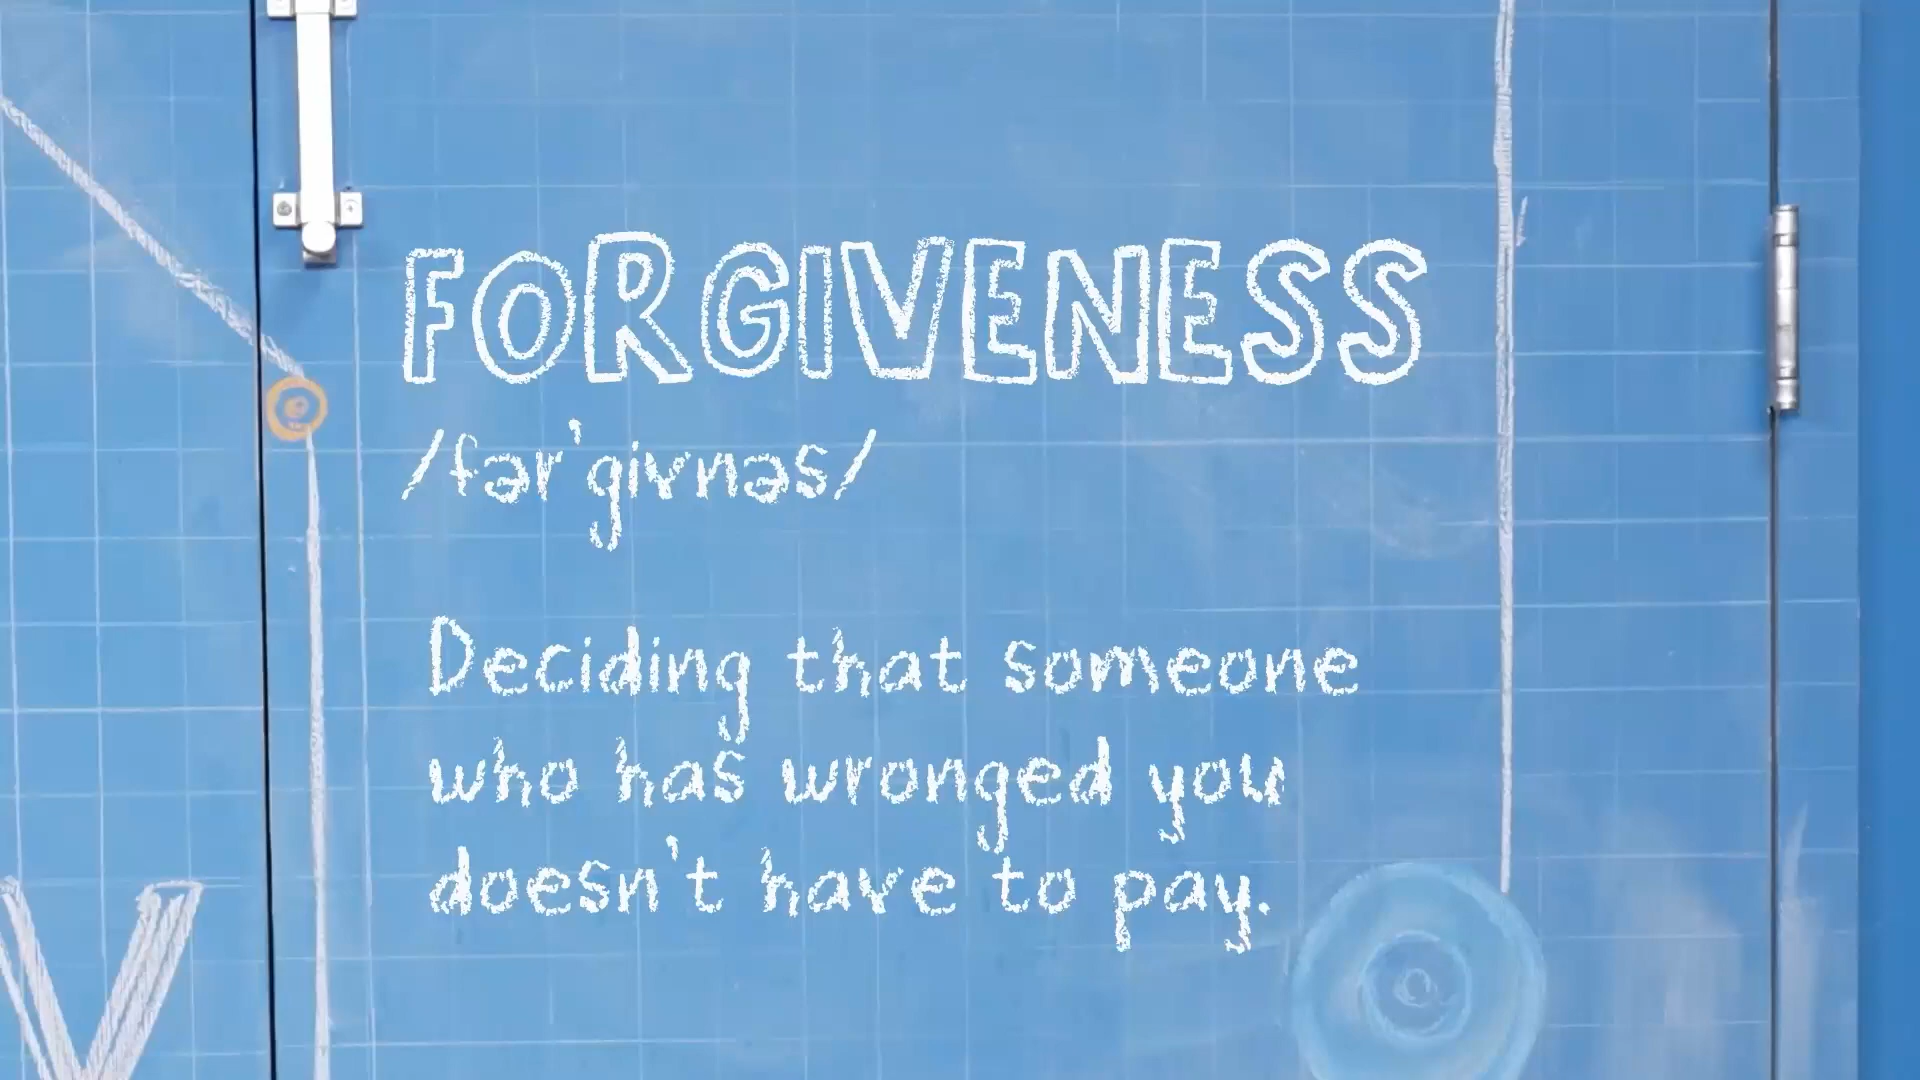 FORGIVENESS
/fər'givnəs/
Deciding that someone
who has wronged you
doesn't have to pay.